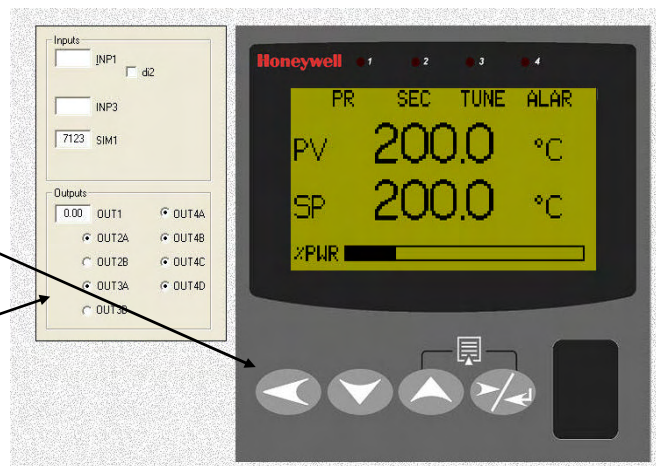 Inputs
INP1
di2
INP3
7123 SIM1
Outputs
0.00 OUT1 OUT4A
OUT2A OUT4B
OUT2B OUT4C
OUT3A OUT4D
OUT3B
Honeywell 1 2 3 4
PR SEC TUNE ALAR
PV 200.0 °C
SP 200.0 °C
%PWR